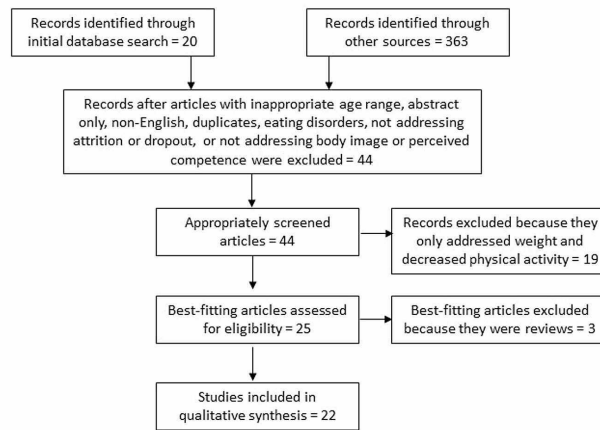 Records identified through
initial database search = 20
Records identified through
other sources = 363
Records after articles with inappropriate age range, abstract
only, non-English, duplicates, eating disorders, not addressing
attrition or dropout, or not addressing body image or perceived
competence were excluded = 44
Appropriately screened
articles = 44
Records excluded because they
only addressed weight and
decreased physical activity = 19
Best-fitting articles assessed
for eligibility = 25
Best-fitting articles excluded
because they were reviews = 3
Studies included in
qualitative synthesis = 22